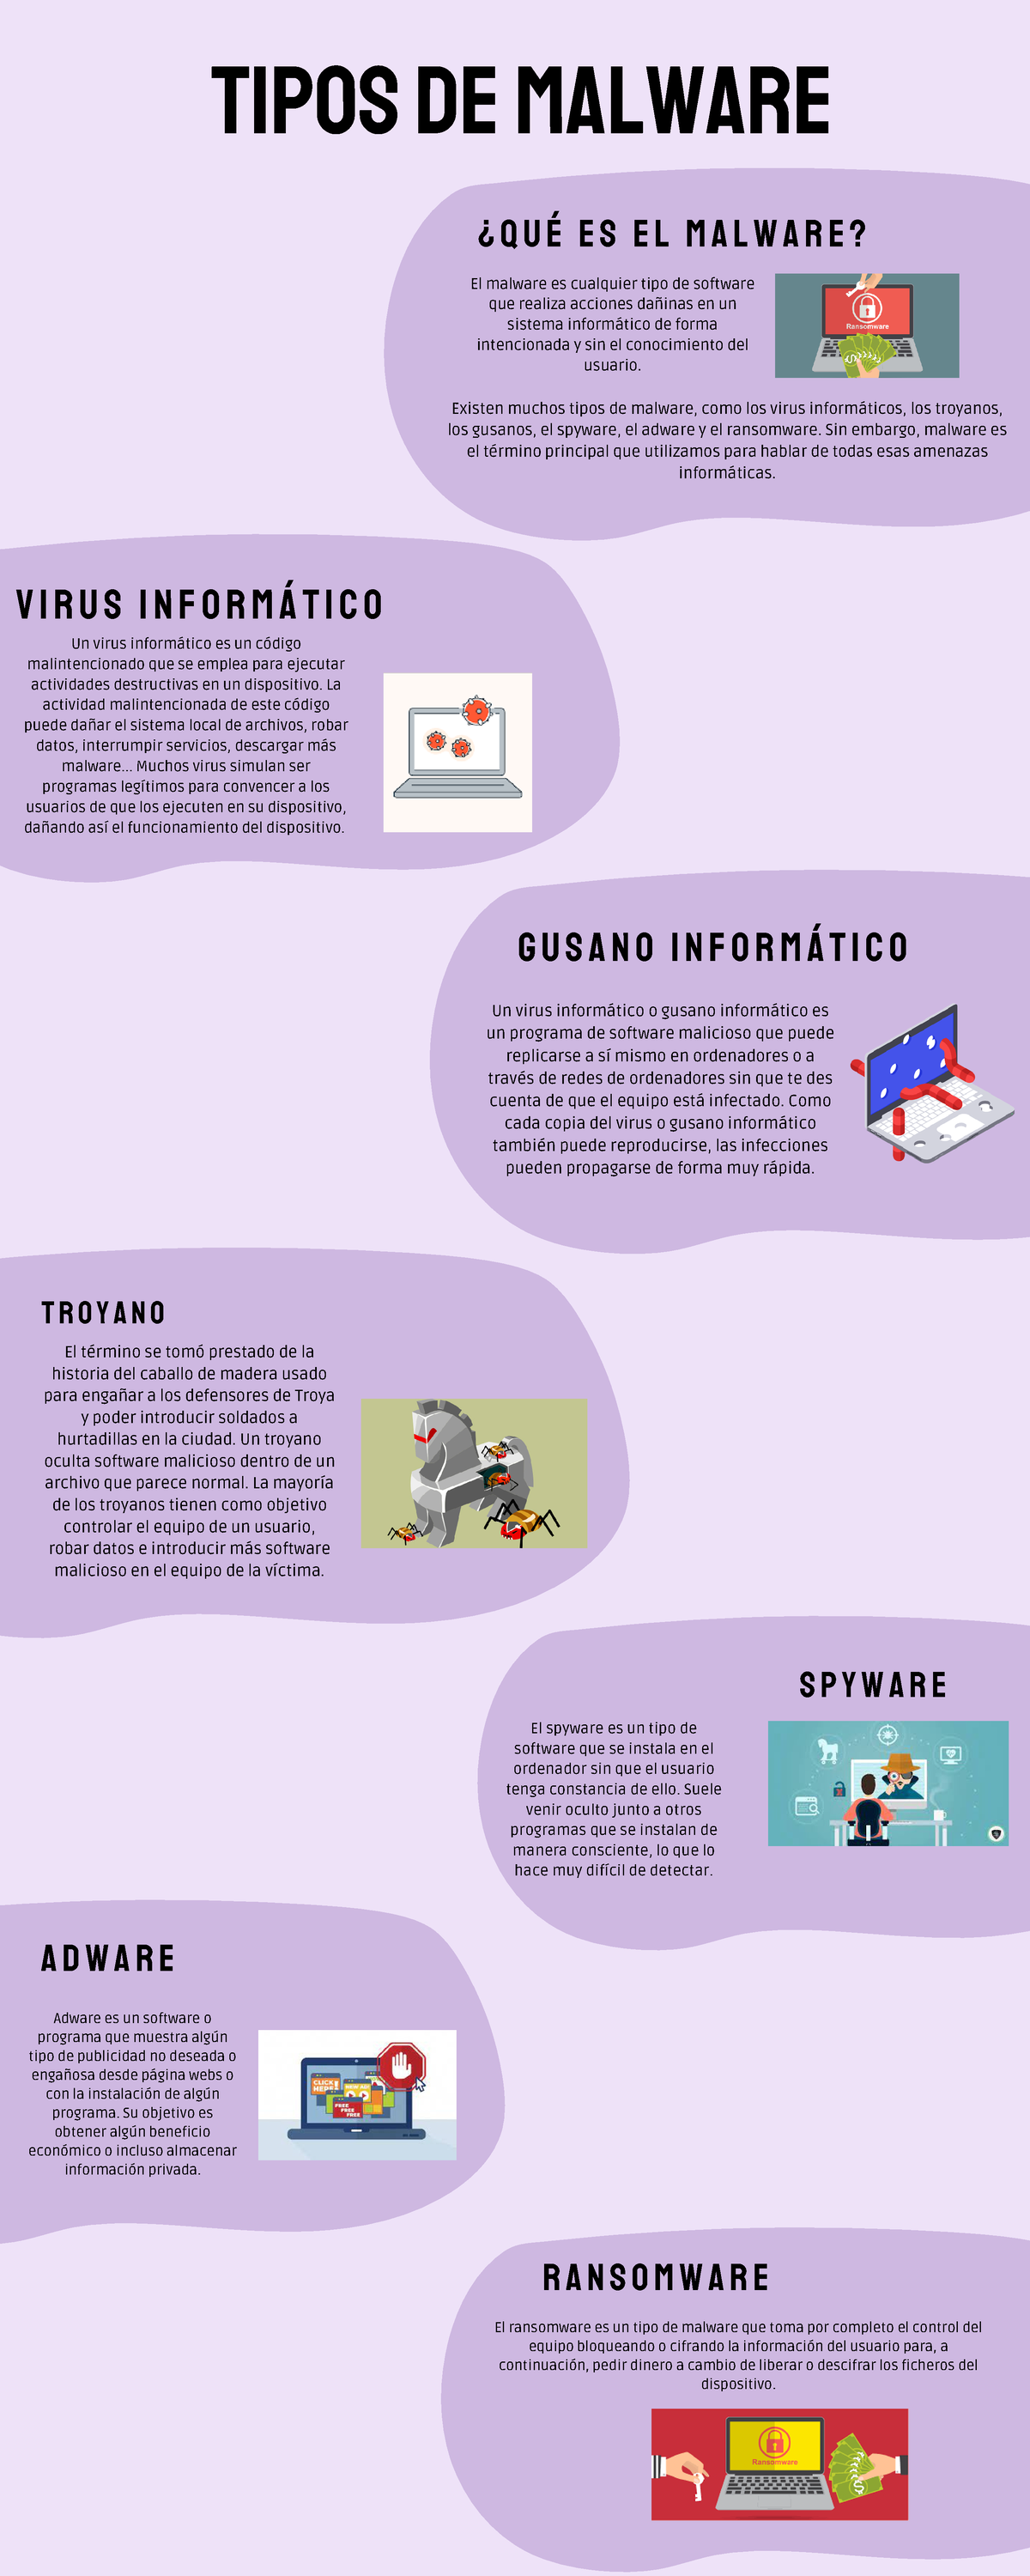 TIPOS DE MALWARE
¿QUÉ ES EL MALWARE?
El malware es cualquier tipo de software
que realiza acciones dañinas en un
sistema informático de forma
intencionada y sin el conocimiento del
usuario.
Ransomware
Existen muchos tipos de malware, como los virus informáticos, los troyanos,
los gusanos, el spyware, el adware y el ransomware. Sin embargo, malware es
el término principal que utilizamos para hablar de todas esas amenazas
informáticas.
VIRUS INFORMÁTICO
Un virus informático es un código
malintencionado que se emplea para ejecutar
actividades destructivas en un dispositivo. La
actividad malintencionada de este código
puede dañar el sistema local de archivos, robar
datos, interrumpir servicios, descargar más
malware... Muchos virus simulan ser
programas legítimos para convencer a los
usuarios de que los ejecuten en su dispositivo,
dañando así el funcionamiento del dispositivo.
GUSANO INFORMÁTICO
Un virus informático o gusano informático es
un programa de software malicioso que puede
replicarse a sí mismo en ordenadores o a
través de redes de ordenadores sin que te des
cuenta de que el equipo está infectado. Como
cada copia del virus o gusano informático
también puede reproducirse, las infecciones
pueden propagarse de forma muy rápida.
TROYANO
El término se tomó prestado de la
historia del caballo de madera usado
para engañar a los defensores de Troya
y poder introducir soldados a
hurtadillas en la ciudad. Un troyano
oculta software malicioso dentro de un
archivo que parece normal. La mayoría
de los troyanos tienen como objetivo
controlar el equipo de un usuario,
robar datos e introducir más software
malicioso en el equipo de la víctima.
SPYWARE
El spyware es un tipo de
software que se instala en el
ordenador sin que el usuario
tenga constancia de ello. Suele
venir oculto junto a otros
programas que se instalan de
manera consciente, lo que lo
hace muy difícil de detectar.
ADWARE
Adware es un software o
programa que muestra algún
tipo de publicidad no deseada o
engañosa desde página webs o
con la instalación de algún
programa. Su objetivo es
obtener algún beneficio
económico o incluso almacenar
información privada.
CLICK
HERE
NEW AD
FREE
FREE
FREE
RANSOMWARE
El ransomware es un tipo de malware que toma por completo el control del
equipo bloqueando o cifrando la información del usuario para, a
continuación, pedir dinero a cambio de liberar o descifrar los ficheros del
dispositivo.
Ransomware